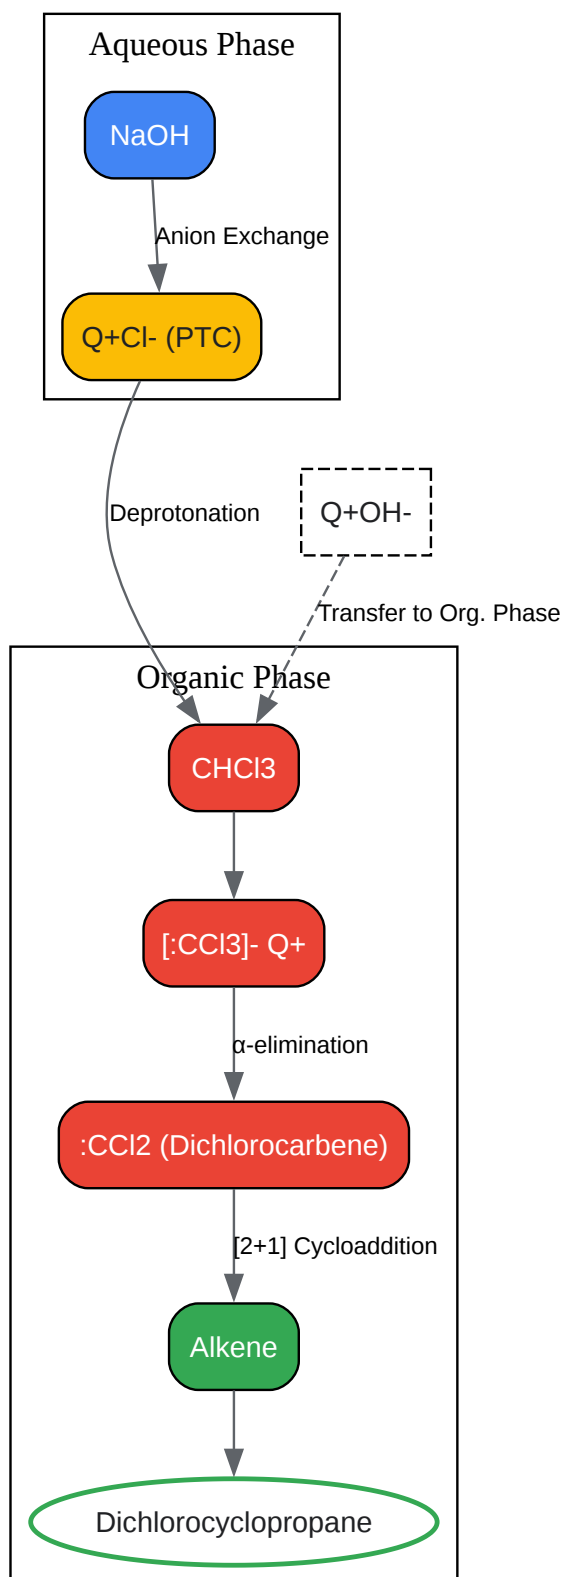 Aqueous Phase
NaOH
Anion Exchange
Q+Cl- (PTC)
Deprotonation
Q+OH-
Transfer to Org. Phase
Organic Phase
CHCl3
[:CCl3]- Q+
α-elimination
:CCl2 (Dichlorocarbene)
[2+1] Cycloaddition
Alkene
Dichlorocyclopropane